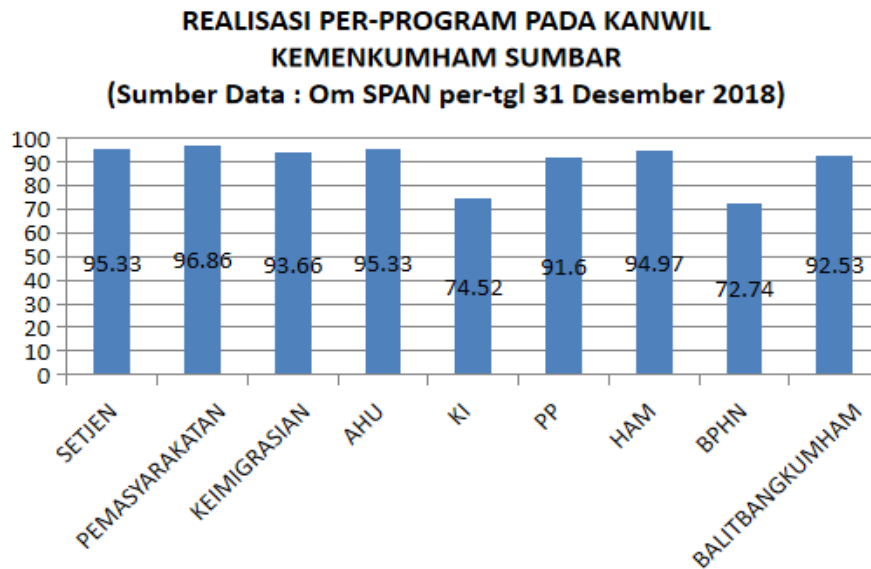 REALISASI PER-PROGRAM PADA KANWIL
KEMENKUMHAM SUMBAR
(Sumber Data : Om SPAN per-tgl 31 Desember 2018)
100
90
80
70
60
50
40
30
20
10
0
95.33
96.86
93.66
95.33
74.52
91.6
94.97
72.74
92.53
SETJEN
PEMASYARAKATAN
KEIMIGRASIAN
AHU
KI
PP
HAM
BPHN
BALITBANGKUMHAM